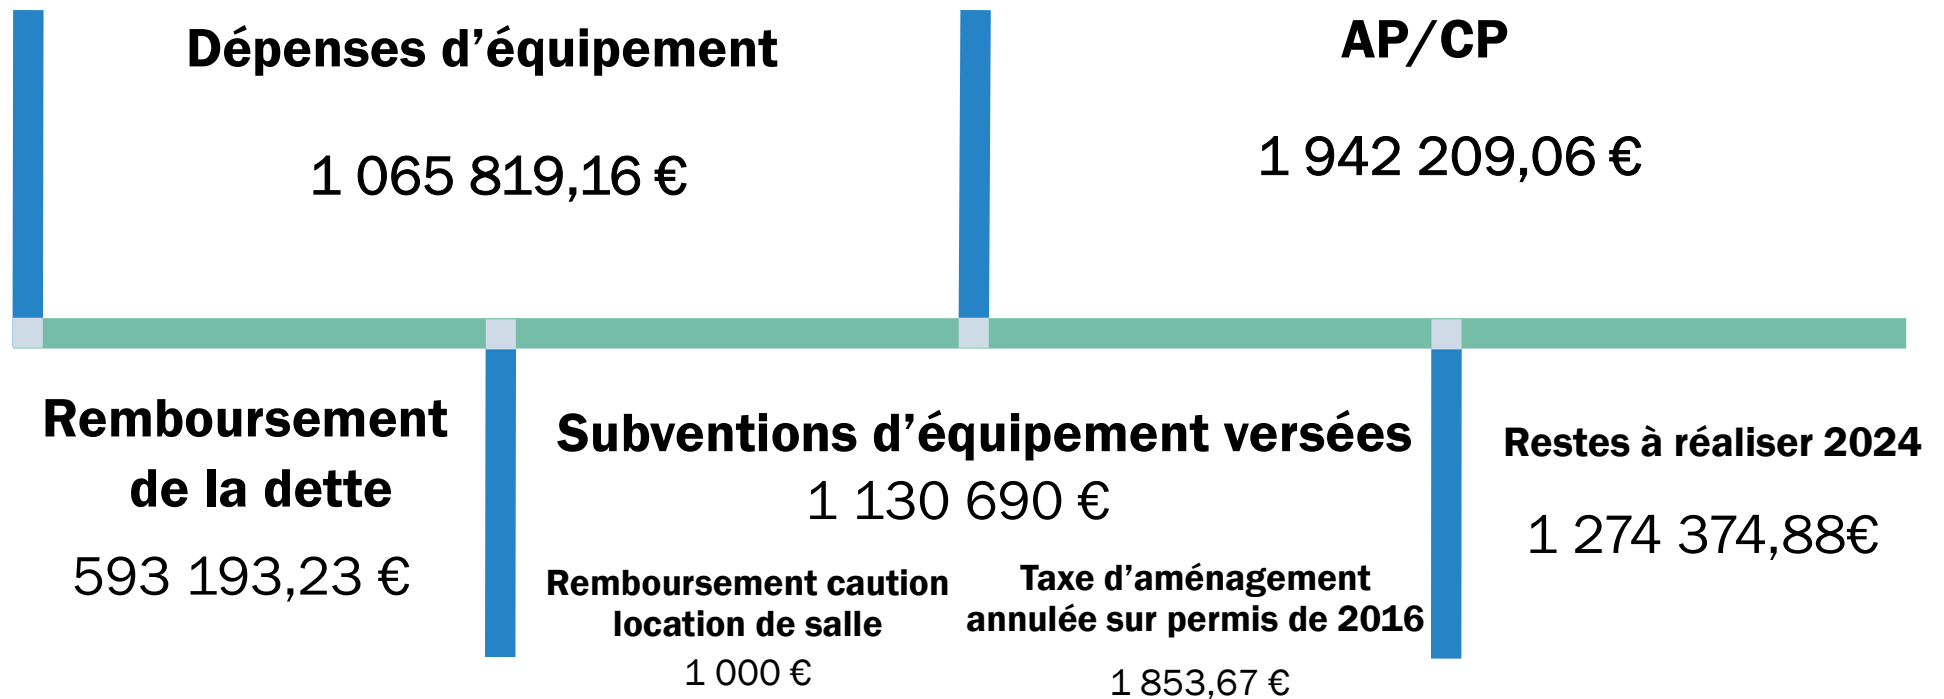 Dépenses d’équipement
1 065 819,16 €
AP/CP
1 942 209,06 €
Remboursement
de la dette
593 193,23 €
Subventions d’équipement versées
1 130 690 €
Remboursement caution
location de salle
1 000 €
Taxe d’aménagement
annulée sur permis de 2016
1 853,67 €
Restes à réaliser 2024
1 274 374,88€